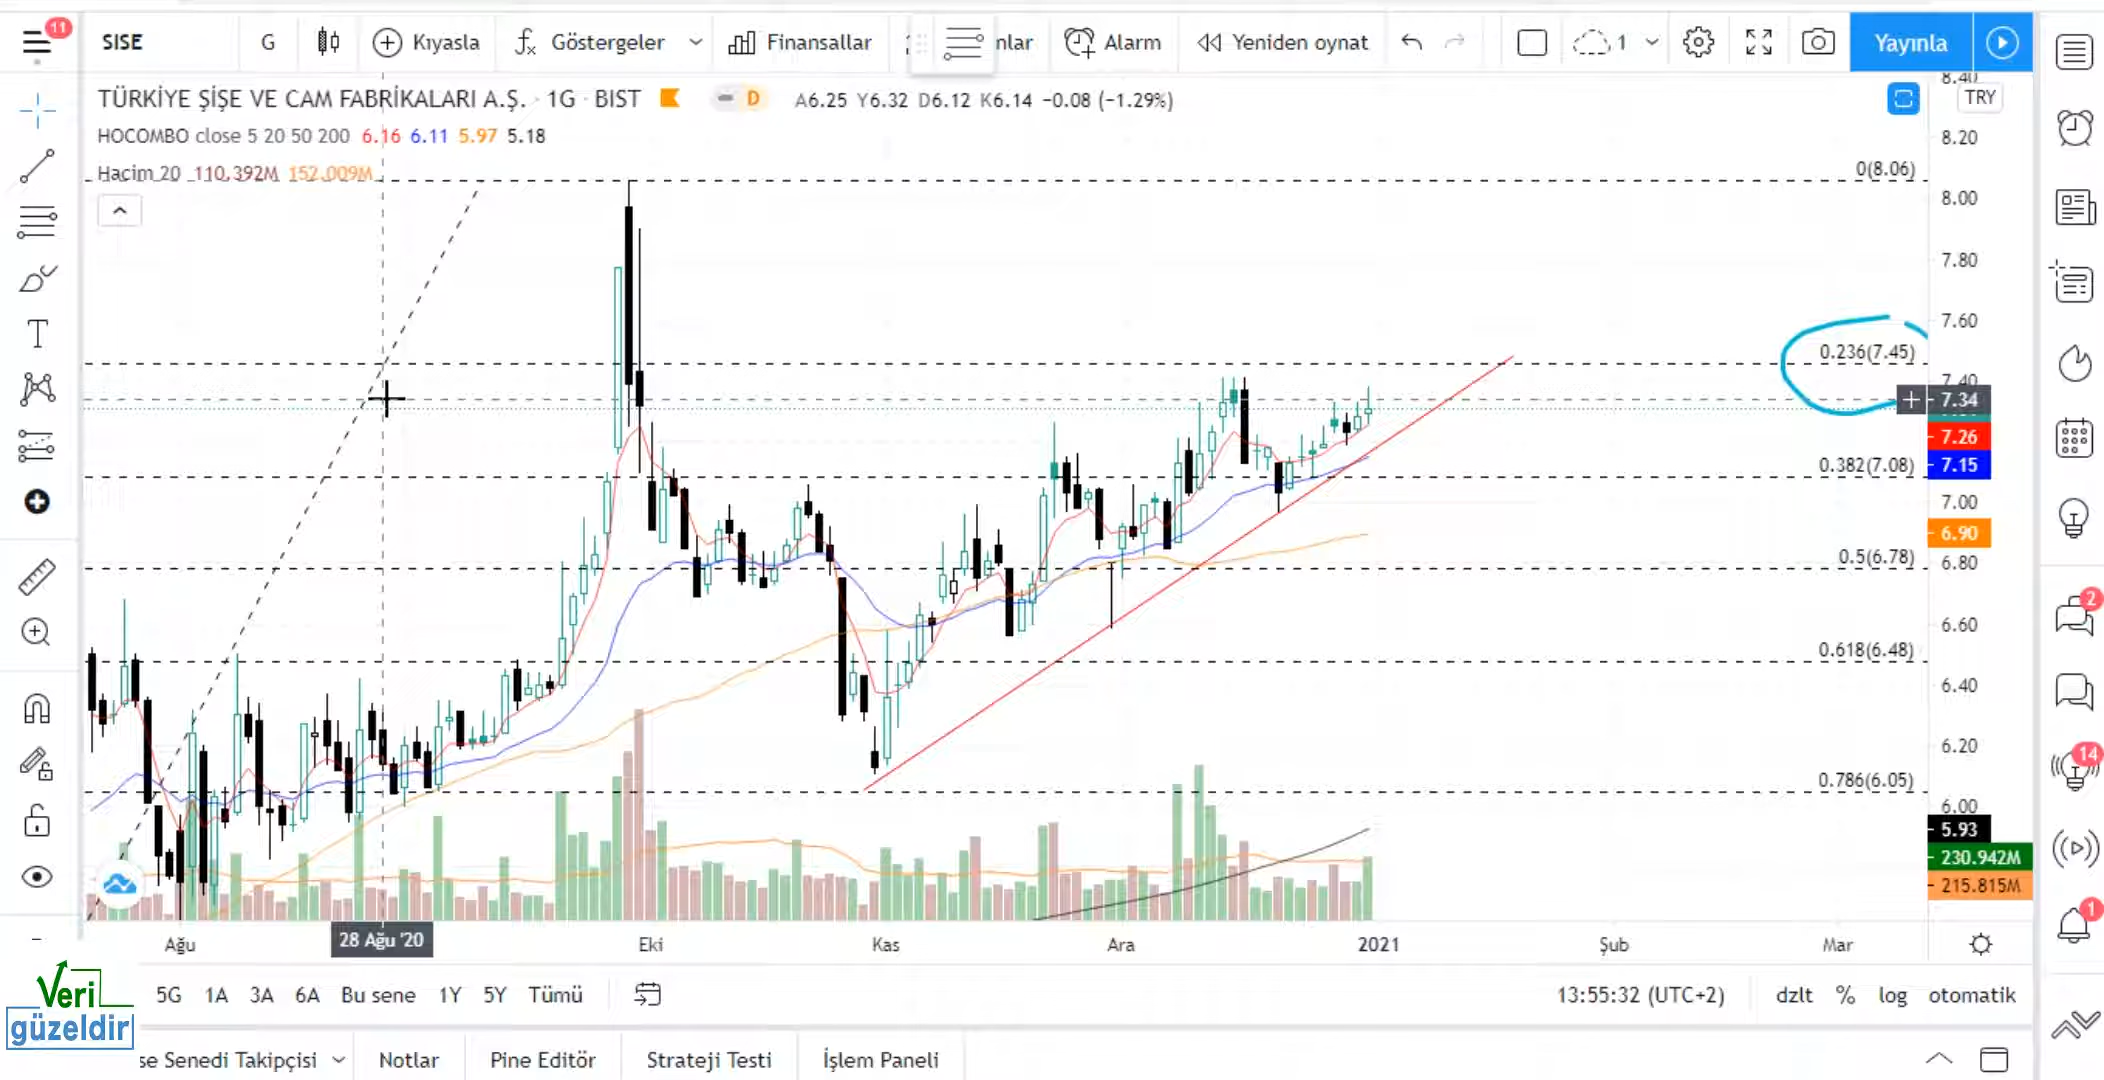 11
SISE
G
Kıyasla
Göstergeler
Finansallar
nlar
Alarm
Yeniden oynat
1
Yayınla
TÜRKİYE ŞİŞE VE CAM FABRİKALARI A.Ş. · 1G · BIST
D
A6.25 Y6.32 D6.12 K6.14 −0.08 (−1.29%)
TRY
HOCOMBO close 5 20 50 200 6.16 6.11 5.97 5.18
Hacim 20 110.392M 152.009M
8.40
8.20
0(8.06)
8.00
7.80
7.60
0.236(7.45)
7.40
7.34
7.26
0.382(7.08)
7.15
7.00
6.90
0.5(6.78)
6.80
6.60
0.618(6.48)
6.40
6.20
0.786(6.05)
6.00
5.93
230.942M
215.815M
2
14
1
Ağu
28 Ağu '20
Eki
Kas
Ara
2021
Şub
Mar
5G 1A 3A 6A Bu sene 1Y 5Y Tümü
13:55:32 (UTC+2)
dzlt % log otomatik
Veri
güzeldir
se Senedi Takipçisi
Notlar
Pine Editör
Strateji Testi
İşlem Paneli